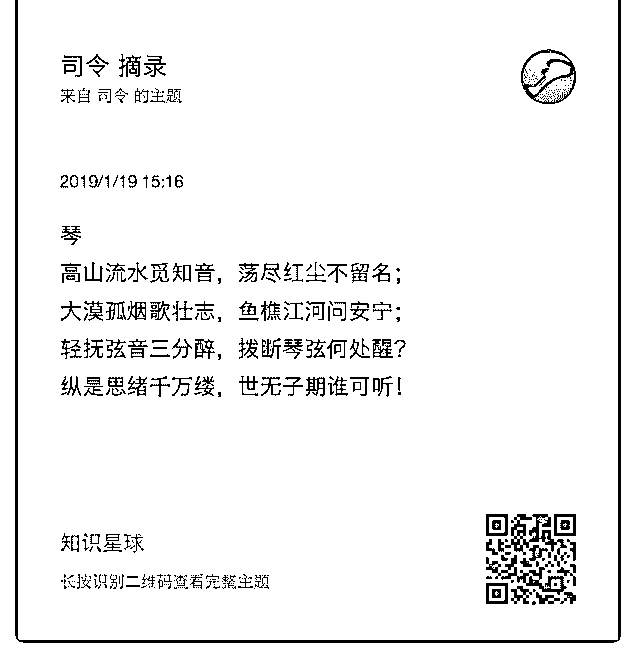 司令 摘录
来自 司令 的主题
2019/1/19 15:16
琴
高山流水觅知音，荡尽红尘不留名；
大漠孤烟歌壮志，鱼樵江河问安宁；
轻抚弦音三分醉，拨断琴弦何处醒？
纵是思绪千万缕，世无子期谁可听！
知识星球
长按识别二维码查看完整主题